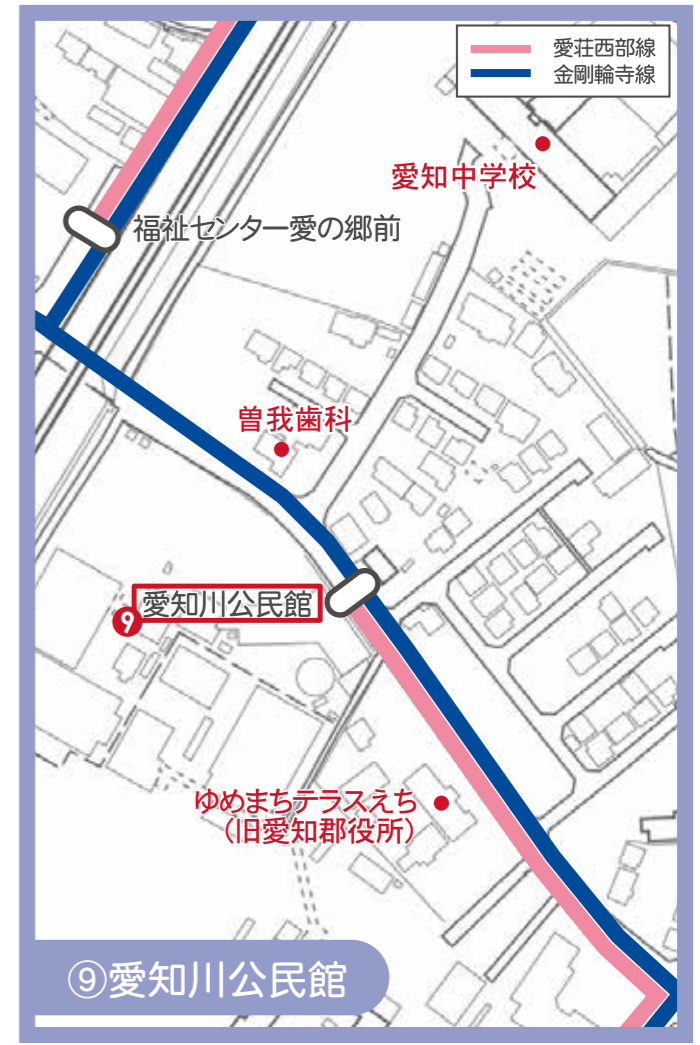 愛荘西部線
金剛輪寺線
愛知中学校
福祉センター愛の郷前
曽我歯科
愛知川公民館
9
ゆめまちテラスえち
（旧愛知郡役所）
⑨愛知川公民館